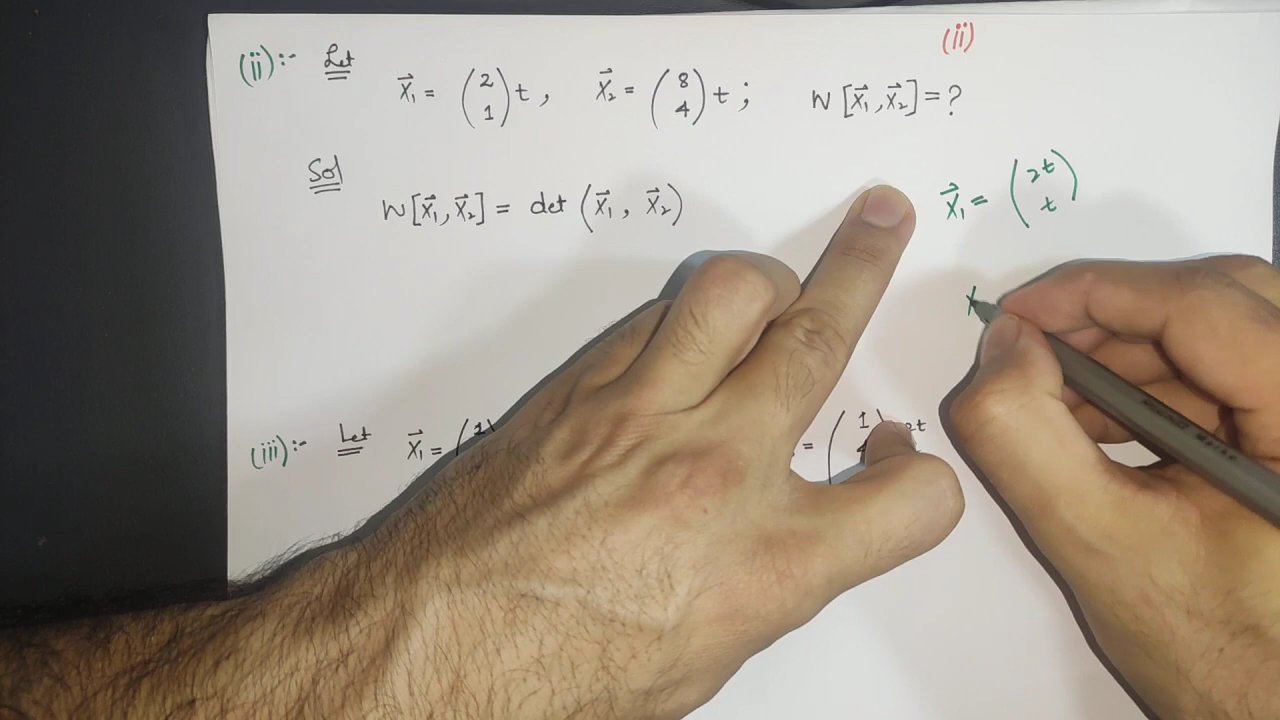 (ii)
(ii):- Let X⃗₁ = (2 1) t , X⃗₂ = (8 4) t ; W [X⃗₁, X⃗₂] = ?
Sol
W[X⃗₁, X⃗₂] = det (X⃗₁ , X⃗₂)
X⃗₁ = (2t t)
X
(iii):- Let X⃗₁ = ( = ( 1